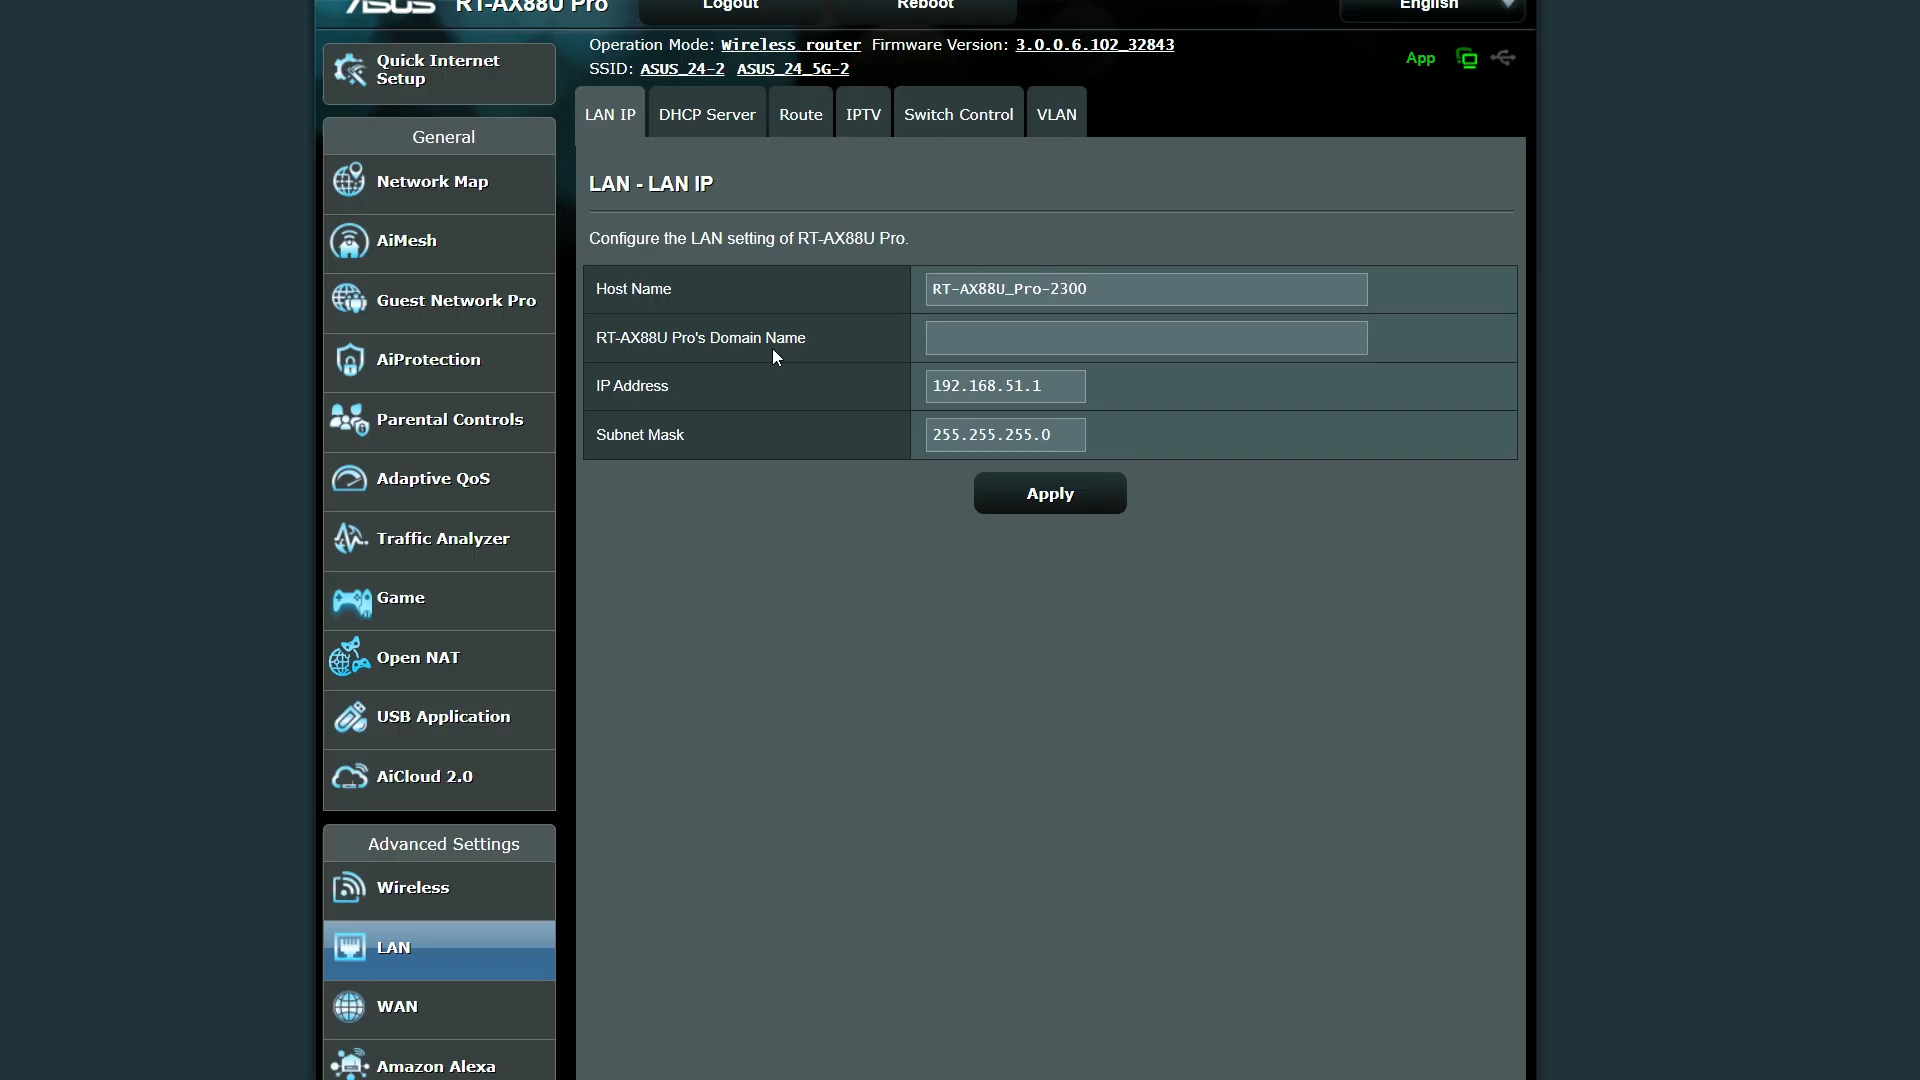 ASUS RT-AX88U Pro Logout Reboot English
Quick Internet Setup
Operation Mode: Wireless router Firmware Version: 3.0.0.6.102_32843
SSID: ASUS_24-2 ASUS_24_5G-2
App
LAN IP DHCP Server Route IPTV Switch Control VLAN
General
Network Map
AiMesh
Guest Network Pro
AiProtection
Parental Controls
Adaptive QoS
Traffic Analyzer
Game
Open NAT
USB Application
AiCloud 2.0
Advanced Settings
Wireless
LAN
WAN
Amazon Alexa
LAN - LAN IP
Configure the LAN setting of RT-AX88U Pro.
Host Name RT-AX88U_Pro-2300
RT-AX88U Pro's Domain Name
IP Address 192.168.51.1
Subnet Mask 255.255.255.0
Apply